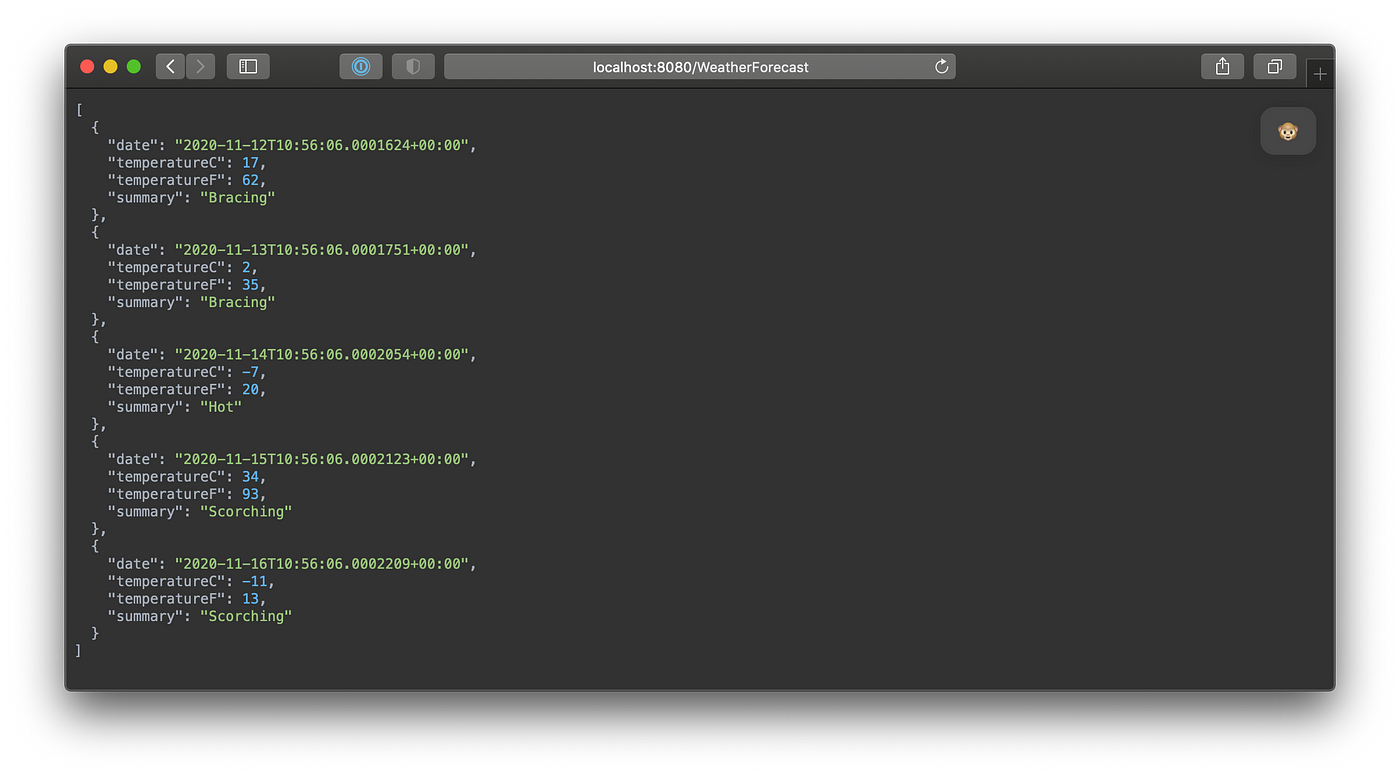 localhost:8080/WeatherForecast
[
  {
    "date": "2020-11-12T10:56:06.0001624+00:00",
    "temperatureC": 17,
    "temperatureF": 62,
    "summary": "Bracing"
  },
  {
    "date": "2020-11-13T10:56:06.0001751+00:00",
    "temperatureC": 2,
    "temperatureF": 35,
    "summary": "Bracing"
  },
  {
    "date": "2020-11-14T10:56:06.0002054+00:00",
    "temperatureC": -7,
    "temperatureF": 20,
    "summary": "Hot"
  },
  {
    "date": "2020-11-15T10:56:06.0002123+00:00",
    "temperatureC": 34,
    "temperatureF": 93,
    "summary": "Scorching"
  },
  {
    "date": "2020-11-16T10:56:06.0002209+00:00",
    "temperatureC": -11,
    "temperatureF": 13,
    "summary": "Scorching"
  }
]